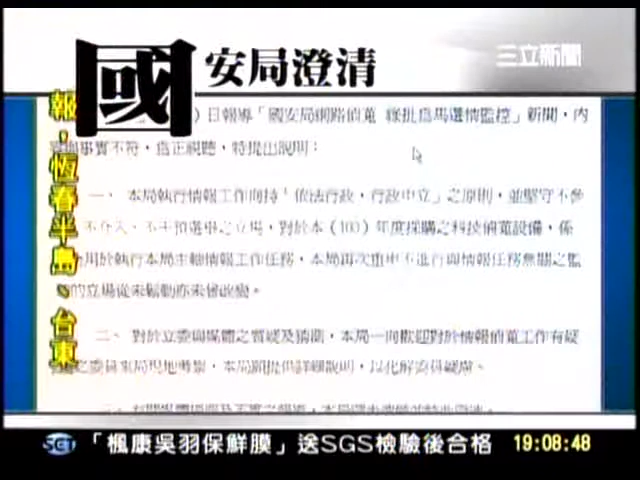 國安局澄清
三立新聞
報,恆春半島、台東
)日報導「國安局網路偵蒐 綠批為馬選情監控」新聞,內
與事實不符,為正視聽,特提出說明:
一、本局執行情報工作向持「依法行政,行政中立」之原則,並堅守不參
不介入、不干預選舉之立場,對於本(100)年度採購之科技偵蒐設備,係
用於執行本局主軸情報工作任務,本局再次重申不進行與情報任務無關之監
的立場從未鬆動亦未曾改變。
二、對於立委與媒體之質疑及猜測,本局一向歡迎對於情報偵蒐工作有疑
之委員來局現地考察,本局願提供詳細說明,以化解委員疑慮。
SET 「楓康吳羽保鮮膜」送SGS檢驗後合格 19:08:48